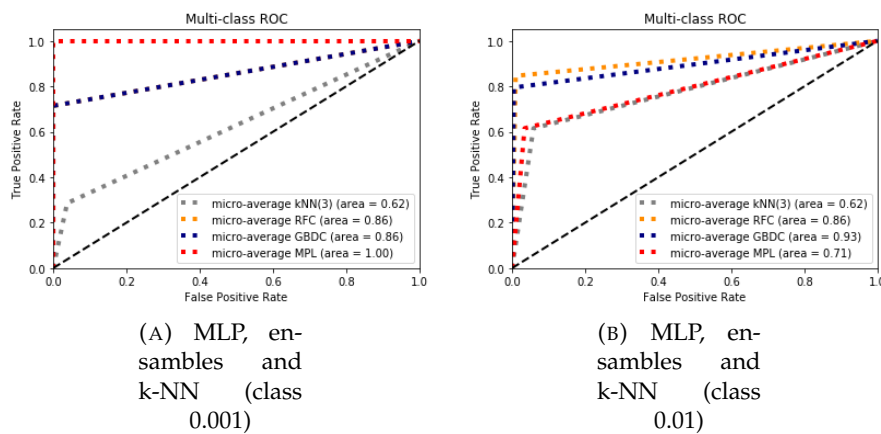 Multi-class ROC
True Positive Rate
1.0
0.8
0.6
0.4
0.2
0.0
micro-average kNN(3) (area = 0.62)
micro-average RFC (area = 0.86)
micro-average GBDC (area = 0.86)
micro-average MPL (area = 1.00)
0.0 0.2 0.4 0.6 0.8 1.0
False Positive Rate
(A) MLP, en-
sambles and
k-NN (class
0.001)
Multi-class ROC
True Positive Rate
1.0
0.8
0.6
0.4
0.2
0.0
micro-average kNN(3) (area = 0.62)
micro-average RFC (area = 0.86)
micro-average GBDC (area = 0.93)
micro-average MPL (area = 0.71)
0.0 0.2 0.4 0.6 0.8 1.0
False Positive Rate
(B) MLP, en-
sambles and
k-NN (class
0.01)